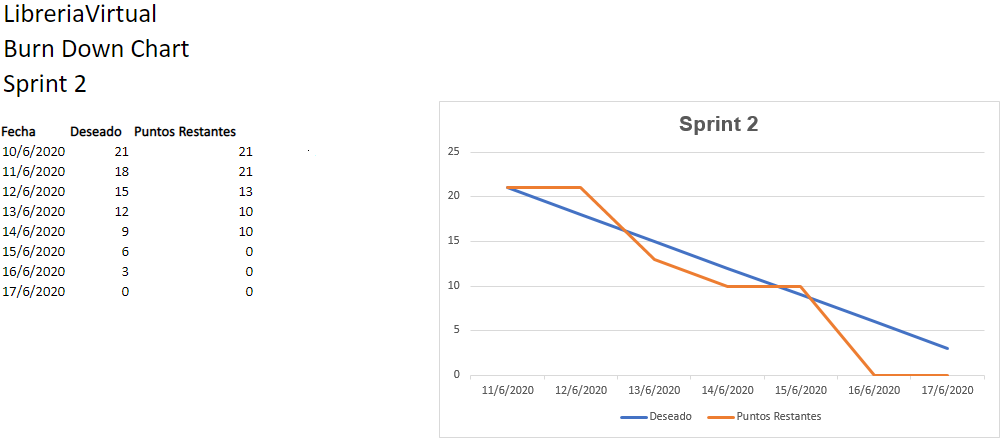 LibreriaVirtual
Burn Down Chart
Sprint 2
Fecha Deseado Puntos Restantes
10/6/2020 21 21
11/6/2020 18 21
12/6/2020 15 13
13/6/2020 12 10
14/6/2020 9 10
15/6/2020 6 0
16/6/2020 3 0
17/6/2020 0 0
Sprint 2
25
20
15
10
5
0
11/6/2020 12/6/2020 13/6/2020 14/6/2020 15/6/2020 16/6/2020 17/6/2020
Deseado Puntos Restantes